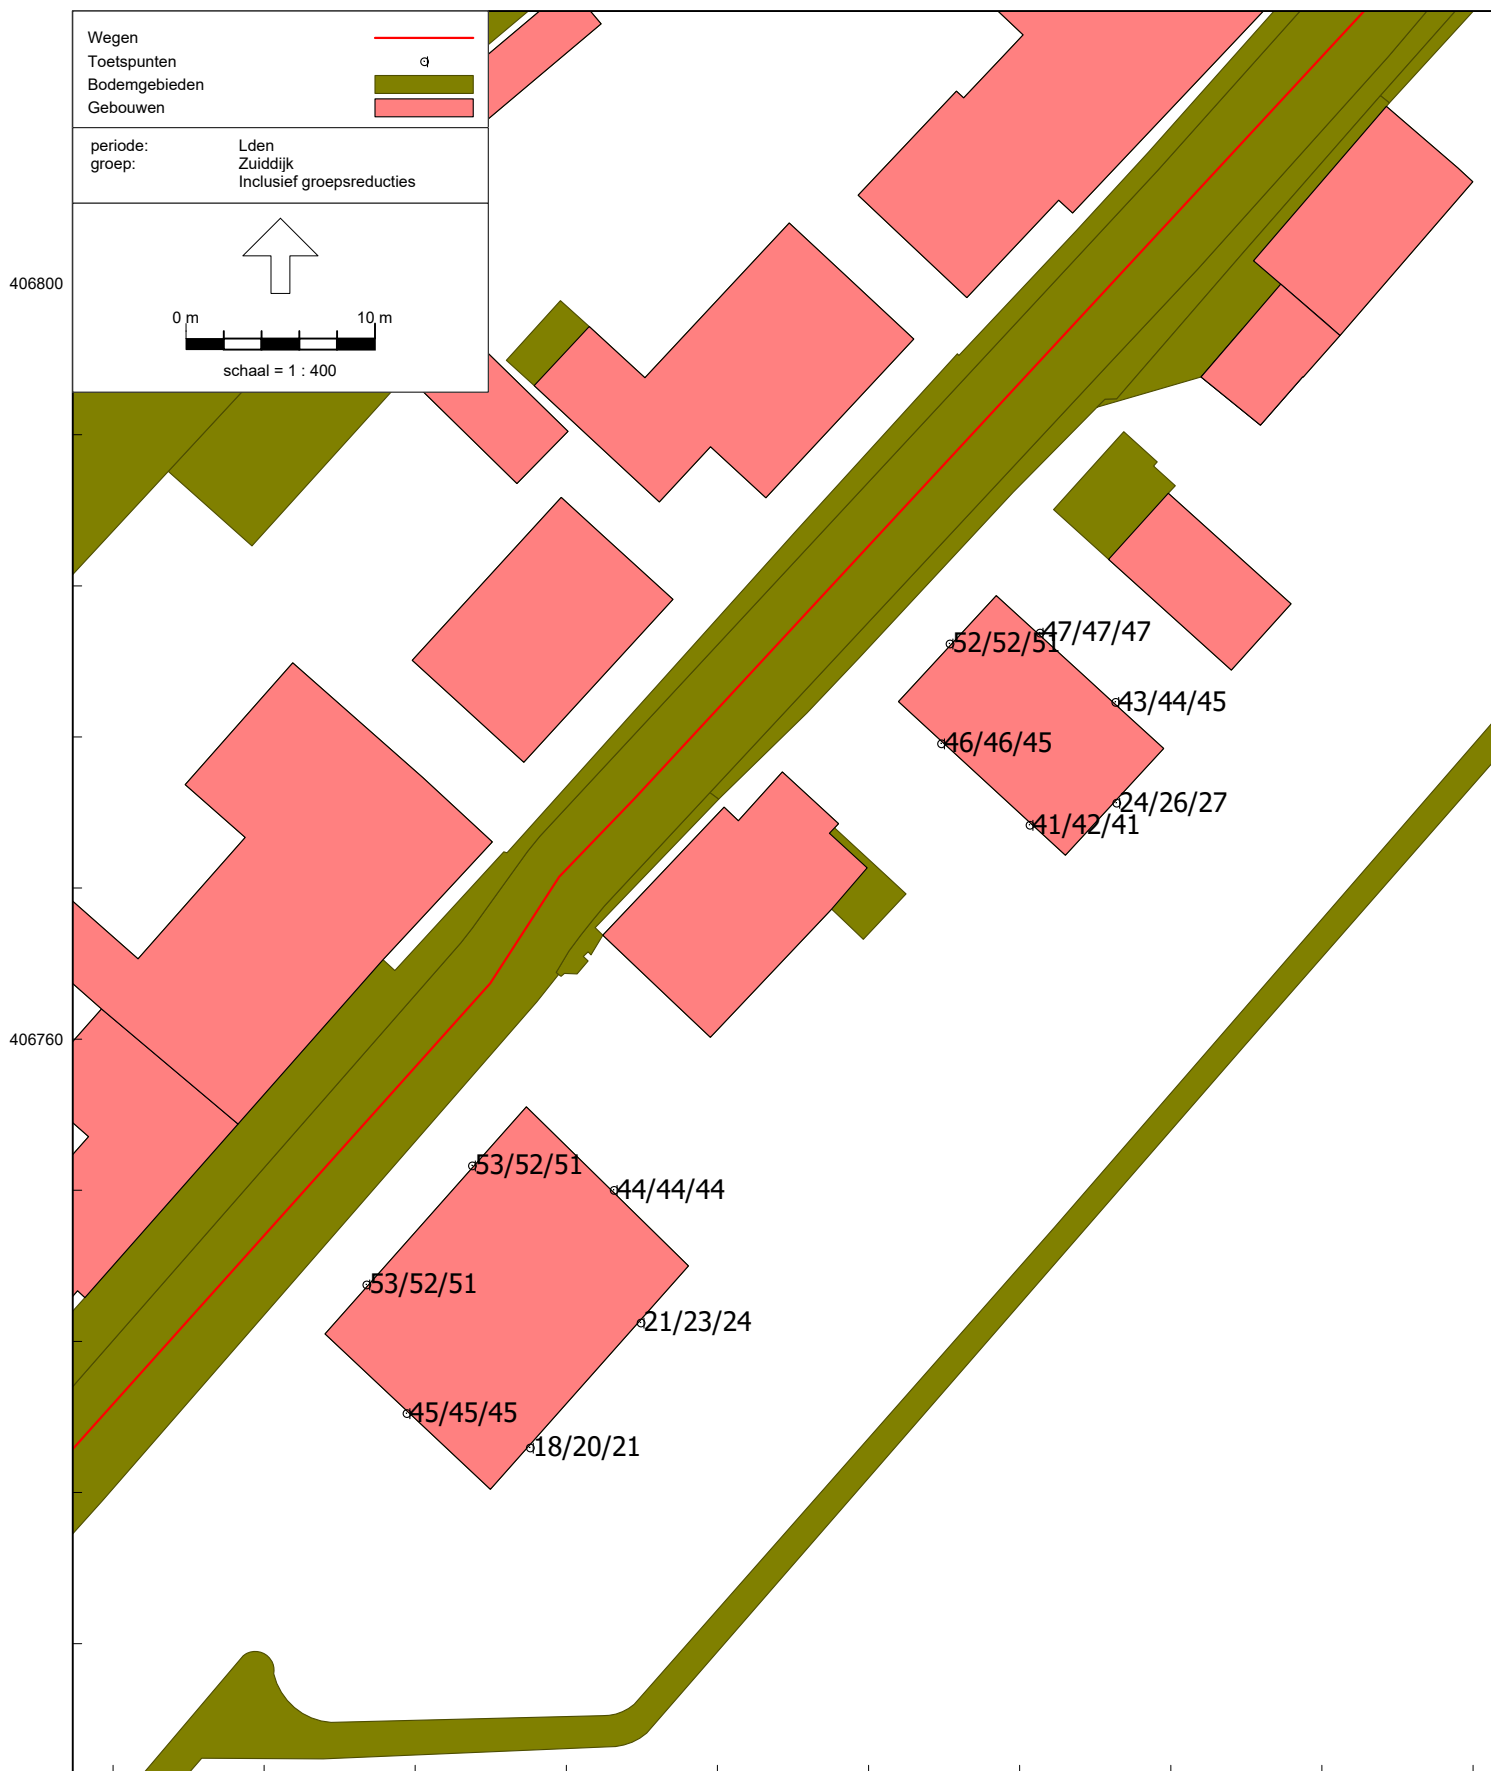 Wegen
Toetspunten
Bodemgebieden
Gebouwen
periode: Lden
groep: Zuiddijk
Inclusief groepsreducties
0 m 10 m
schaal = 1 : 400
406800
47/47/47
52/52/51
43/44/45
46/46/45
24/26/27
41/42/41
406760
53/52/51
44/44/44
53/52/51
21/23/24
45/45/45
18/20/21